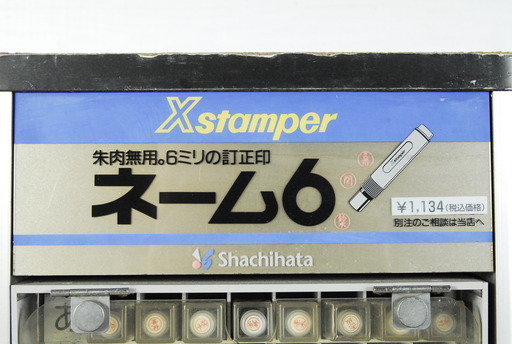 Xstamper
朱肉無用。6ミリの訂正印
ネーム6
¥1,134(税込価格)
別注のご相談は当店へ
Shachihata
あ